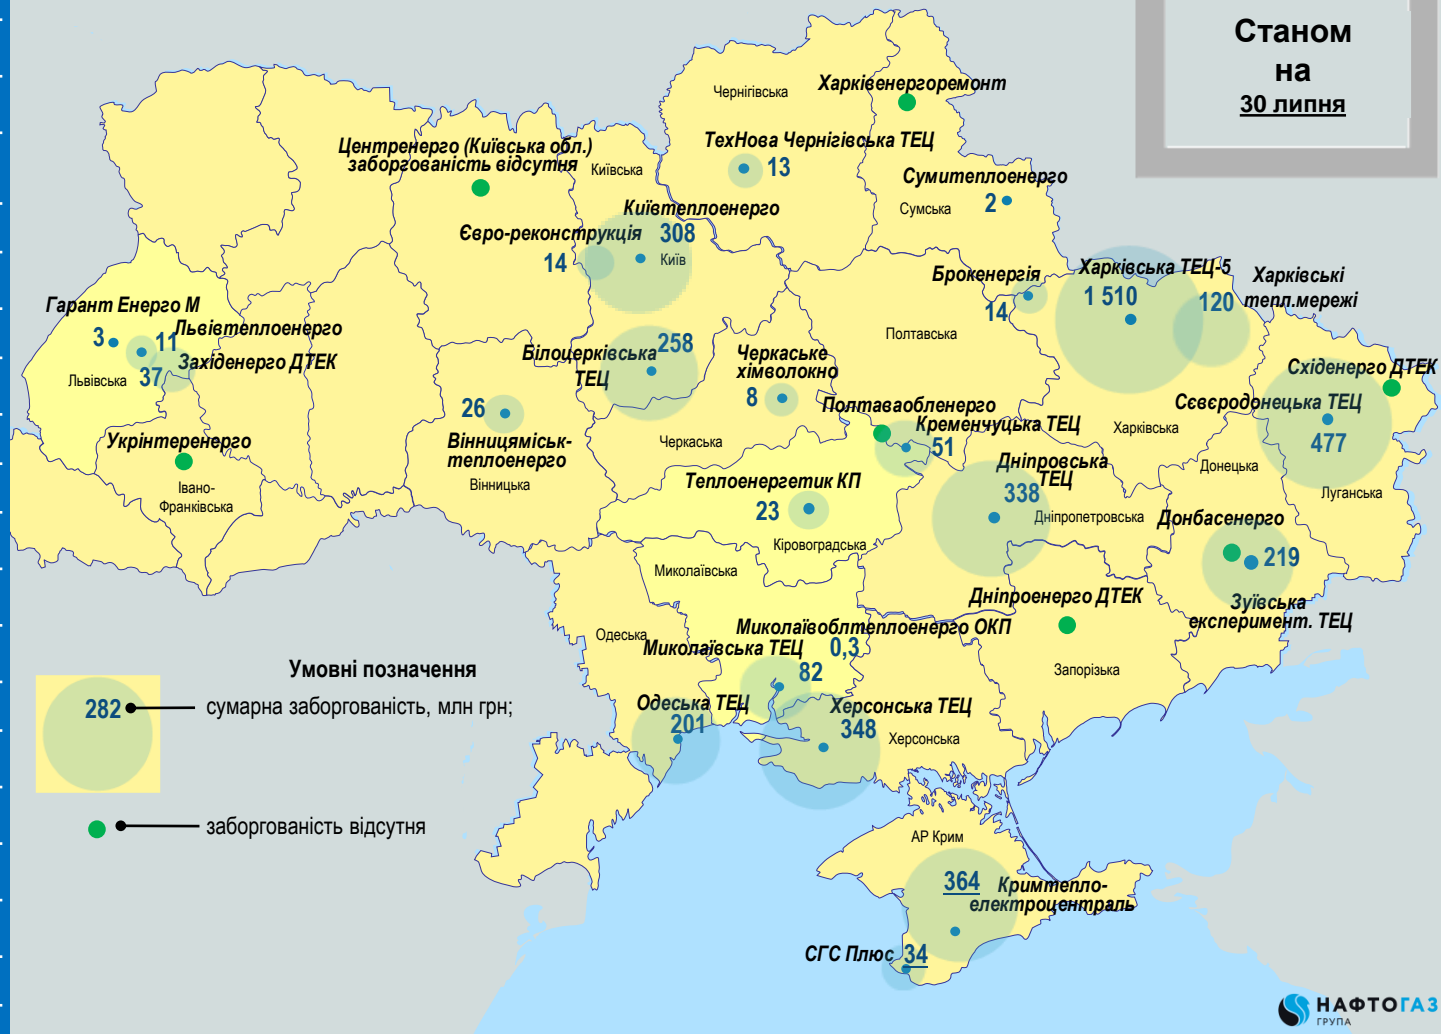 Станом
на
30 липня
Чернігівська
Харківенергоремонт
ТехНова Чернігівська ТЕЦ
13
Центренерго (Київська обл.)
заборгованість відсутня
Київська
Сумитеплоенерго
2
Сумська
Київтеплоенерго
308
Євро-реконструкція
14
Київ
Брокенергія
14
Харківська ТЕЦ-5
1 510
120
Харківські
тепл.мережі
Гарант Енерго М
3
11
Львівтеплоенерго
Західенерго ДТЕК
37
Львівська
Полтавська
Білоцерківська
ТЕЦ
258
Черкаське
хімволокно
8
Східенерго ДТЕК
Сєвєродонецька ТЕЦ
477
26
Вінницяміськ-
теплоенерго
Вінницька
Полтаваобленерго
Кременчуцька ТЕЦ
51
Харківська
Черкаська
Укрінтеренерго
Івано-
Франківська
Дніпровська
ТЕЦ
338
Донецька
Луганська
Теплоенергетик КП
23
Кіровоградська
Дніпропетровська
Донбасенерго
219
Зуївська
експеримент. ТЕЦ
Миколаївська
Дніпроенерго ДТЕК
Одеська
Миколаївоблтеплоенерго ОКП
0,3
Миколаївська ТЕЦ
82
Запорізька
Одеська ТЕЦ
201
Херсонська ТЕЦ
348
Херсонська
Умовні позначення
282
сумарна заборгованість, млн грн;
заборгованість відсутня
АР Крим
364
Кримтепло-
електроцентраль
СГС Плюс
34
НАФТОГАЗ
ГРУПА